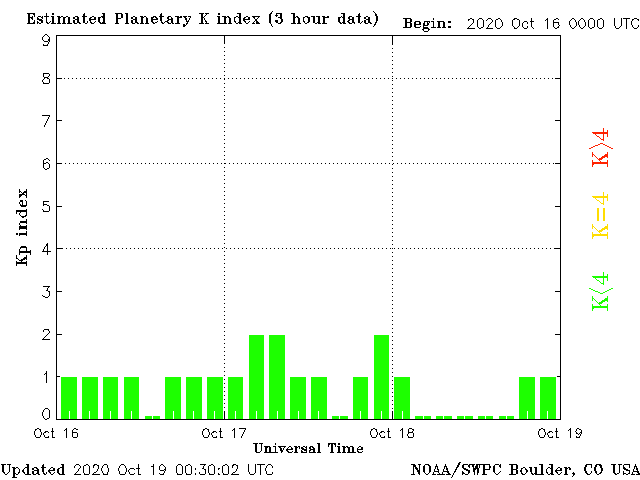 Estimated Planetary K index (3 hour data)
Begin: 2020 Oct 16 0000 UTC
9
8
7
6
5
4
3
2
1
0
Kp index
K>4
K=4
K<4
Oct 16
Oct 17
Oct 18
Oct 19
Universal Time
Updated 2020 Oct 19 00:30:02 UTC
NOAA/SWPC Boulder, CO USA